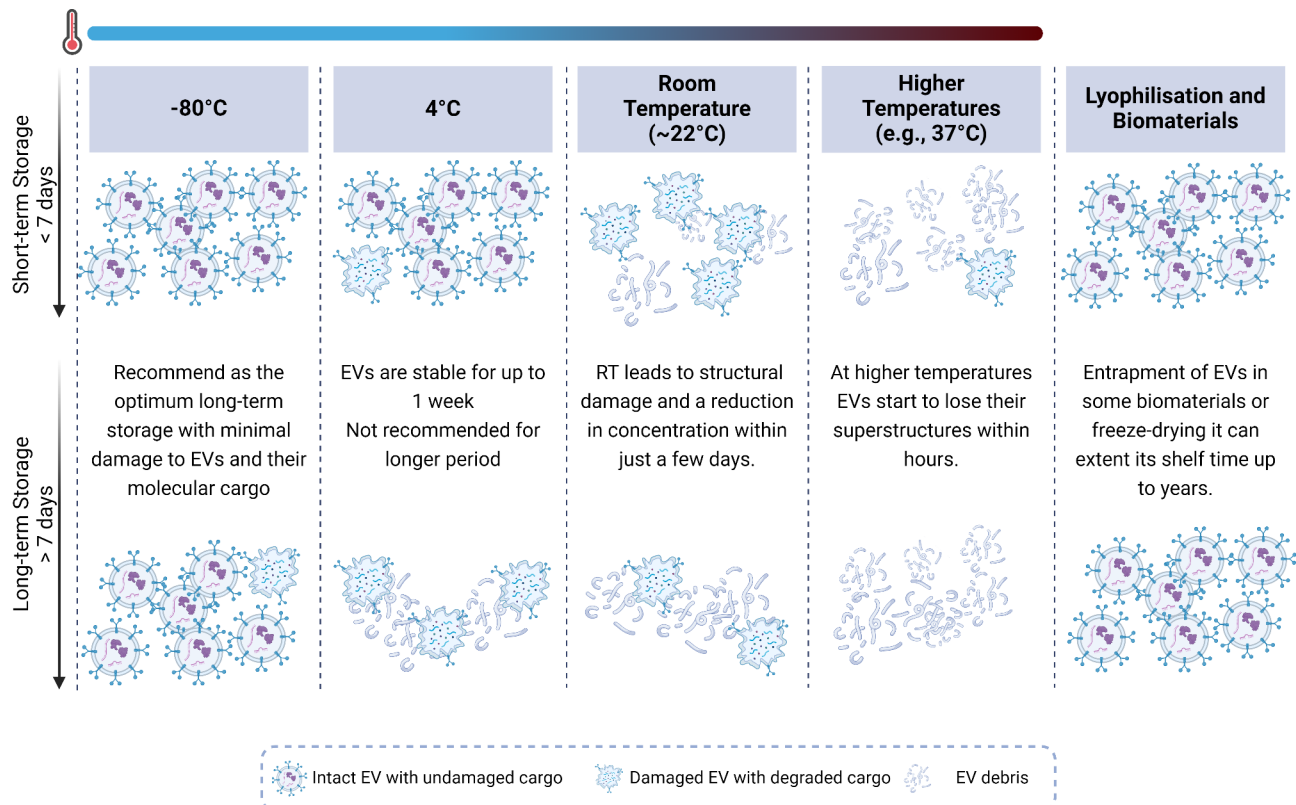 -80°C
4°C
Room
Temperature
(~22°C)
Higher
Temperatures
(e.g., 37°C)
Lyophilisation and
Biomaterials
Short-term Storage
< 7 days
Recommend as the
optimum long-term
storage with minimal
damage to EVs and their
molecular cargo
EVs are stable for up to
1 week
Not recommended for
longer period
RT leads to structural
damage and a reduction
in concentration within
just a few days.
At higher temperatures
EVs start to lose their
superstructures within
hours.
Entrapment of EVs in
some biomaterials or
freeze-drying it can
extent its shelf time up
to years.
Long-term Storage
> 7 days
Intact EV with undamaged cargo
Damaged EV with degraded cargo
EV debris